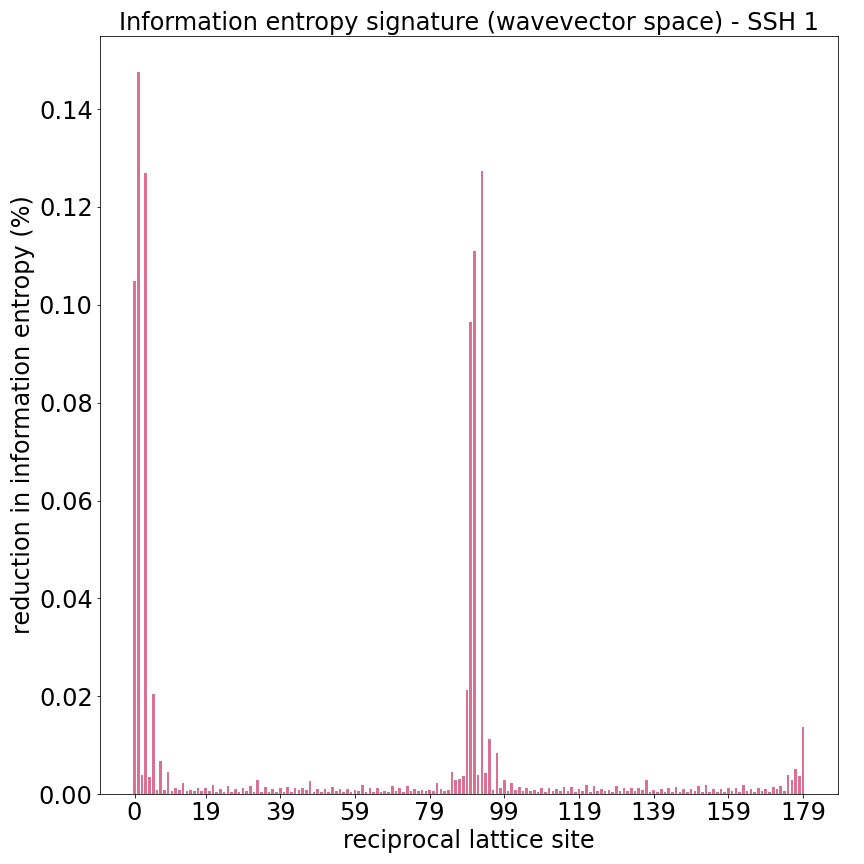 Information entropy signature (wavevector space) - SSH 1
reduction in information entropy (%)
0.14
0.12
0.10
0.08
0.06
0.04
0.02
0.00
0 19 39 59 79 99 119 139 159 179
reciprocal lattice site